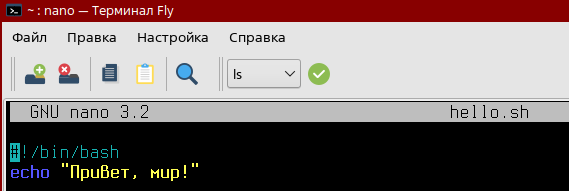 ~ : nano — Терминал Fly
Файл Правка Настройка Справка
ls
GNU nano 3.2 hello.sh
#!/bin/bash
echo "Привет, мир!"